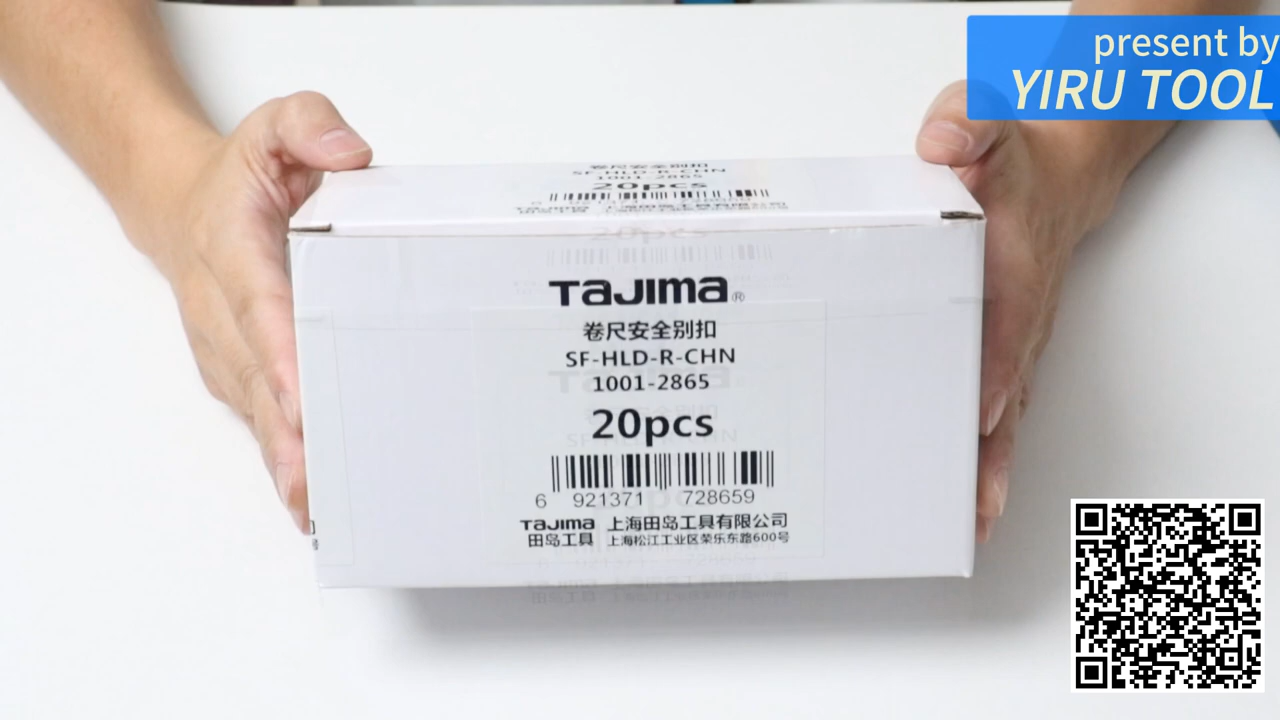 present by
YIRU TOOL
卷尺安全别扣
SF-HLD-R-CHN
1001-2865
20pcs
TAJIMA®
卷尺安全别扣
SF-HLD-R-CHN
1001-2865
20pcs
6 921371 728659
TAJIMA 上海田岛工具有限公司
田岛工具 上海松江工业区荣乐东路600号